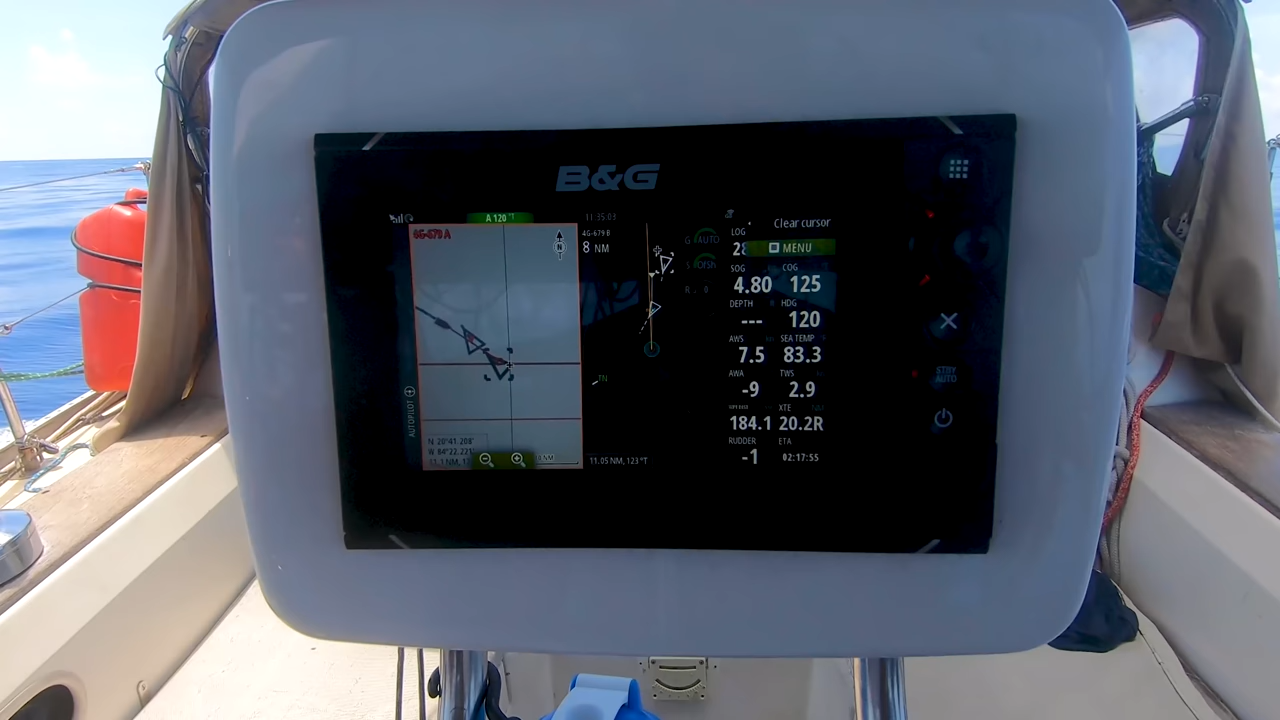 B&G
A 120 °T
11:35:03
Clear cursor
4G-679 A
4G-679 B
N
8 NM
G AUTO
LOG
MENU
SOG COG
4.80 125
DEPTH HDG
--- 120
AWS SEA TEMP
7.5 83.3
AWA TWS
-9 2.9
XTE
184.1 20.2R
RUDDER ETA
-1 02:17:55
AUTOPILOT
N 20°41.208'
W 84°22.221'
11.05 NM, 123 °T
STBY
AUTO